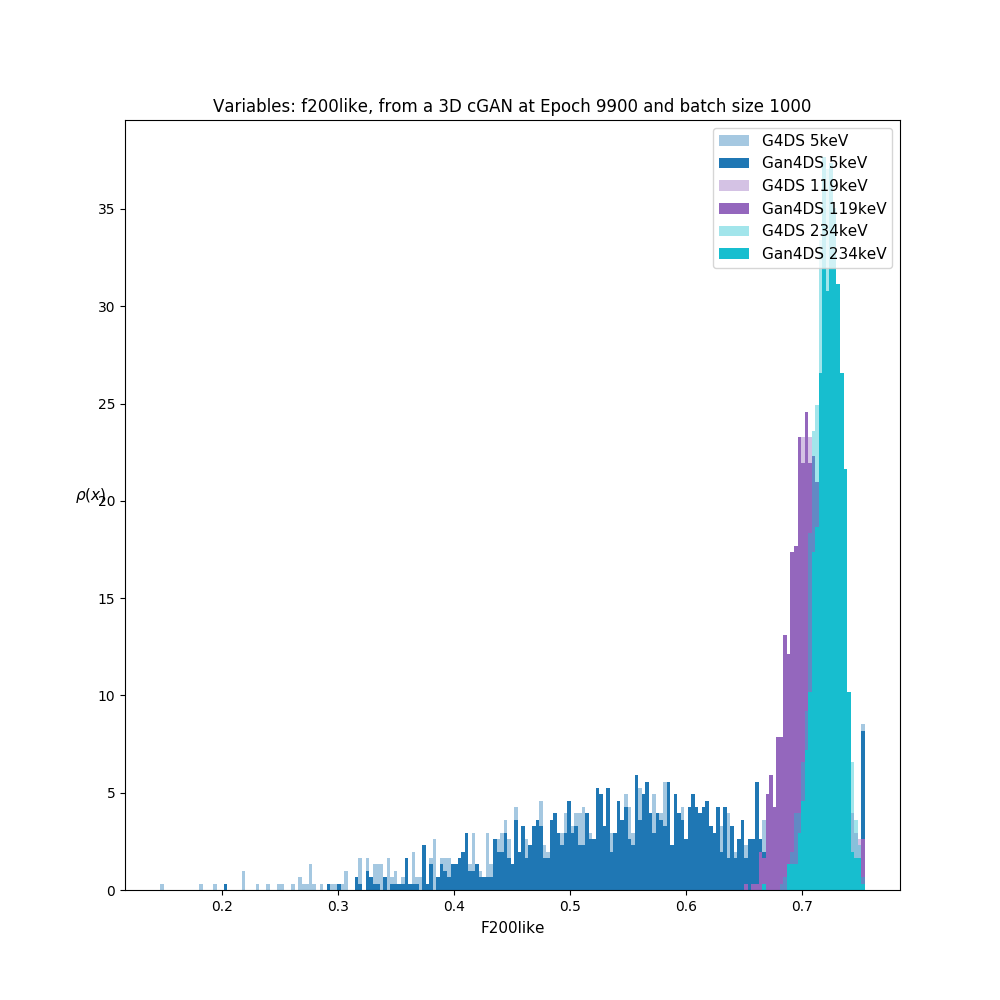 Variables: f200like, from a 3D cGAN at Epoch 9900 and batch size 1000
G4DS 5keV
Gan4DS 5keV
G4DS 119keV
Gan4DS 119keV
G4DS 234keV
Gan4DS 234keV
35
30
25
20
15
10
5
0
ρ(x)
0.2 0.3 0.4 0.5 0.6 0.7
F200like